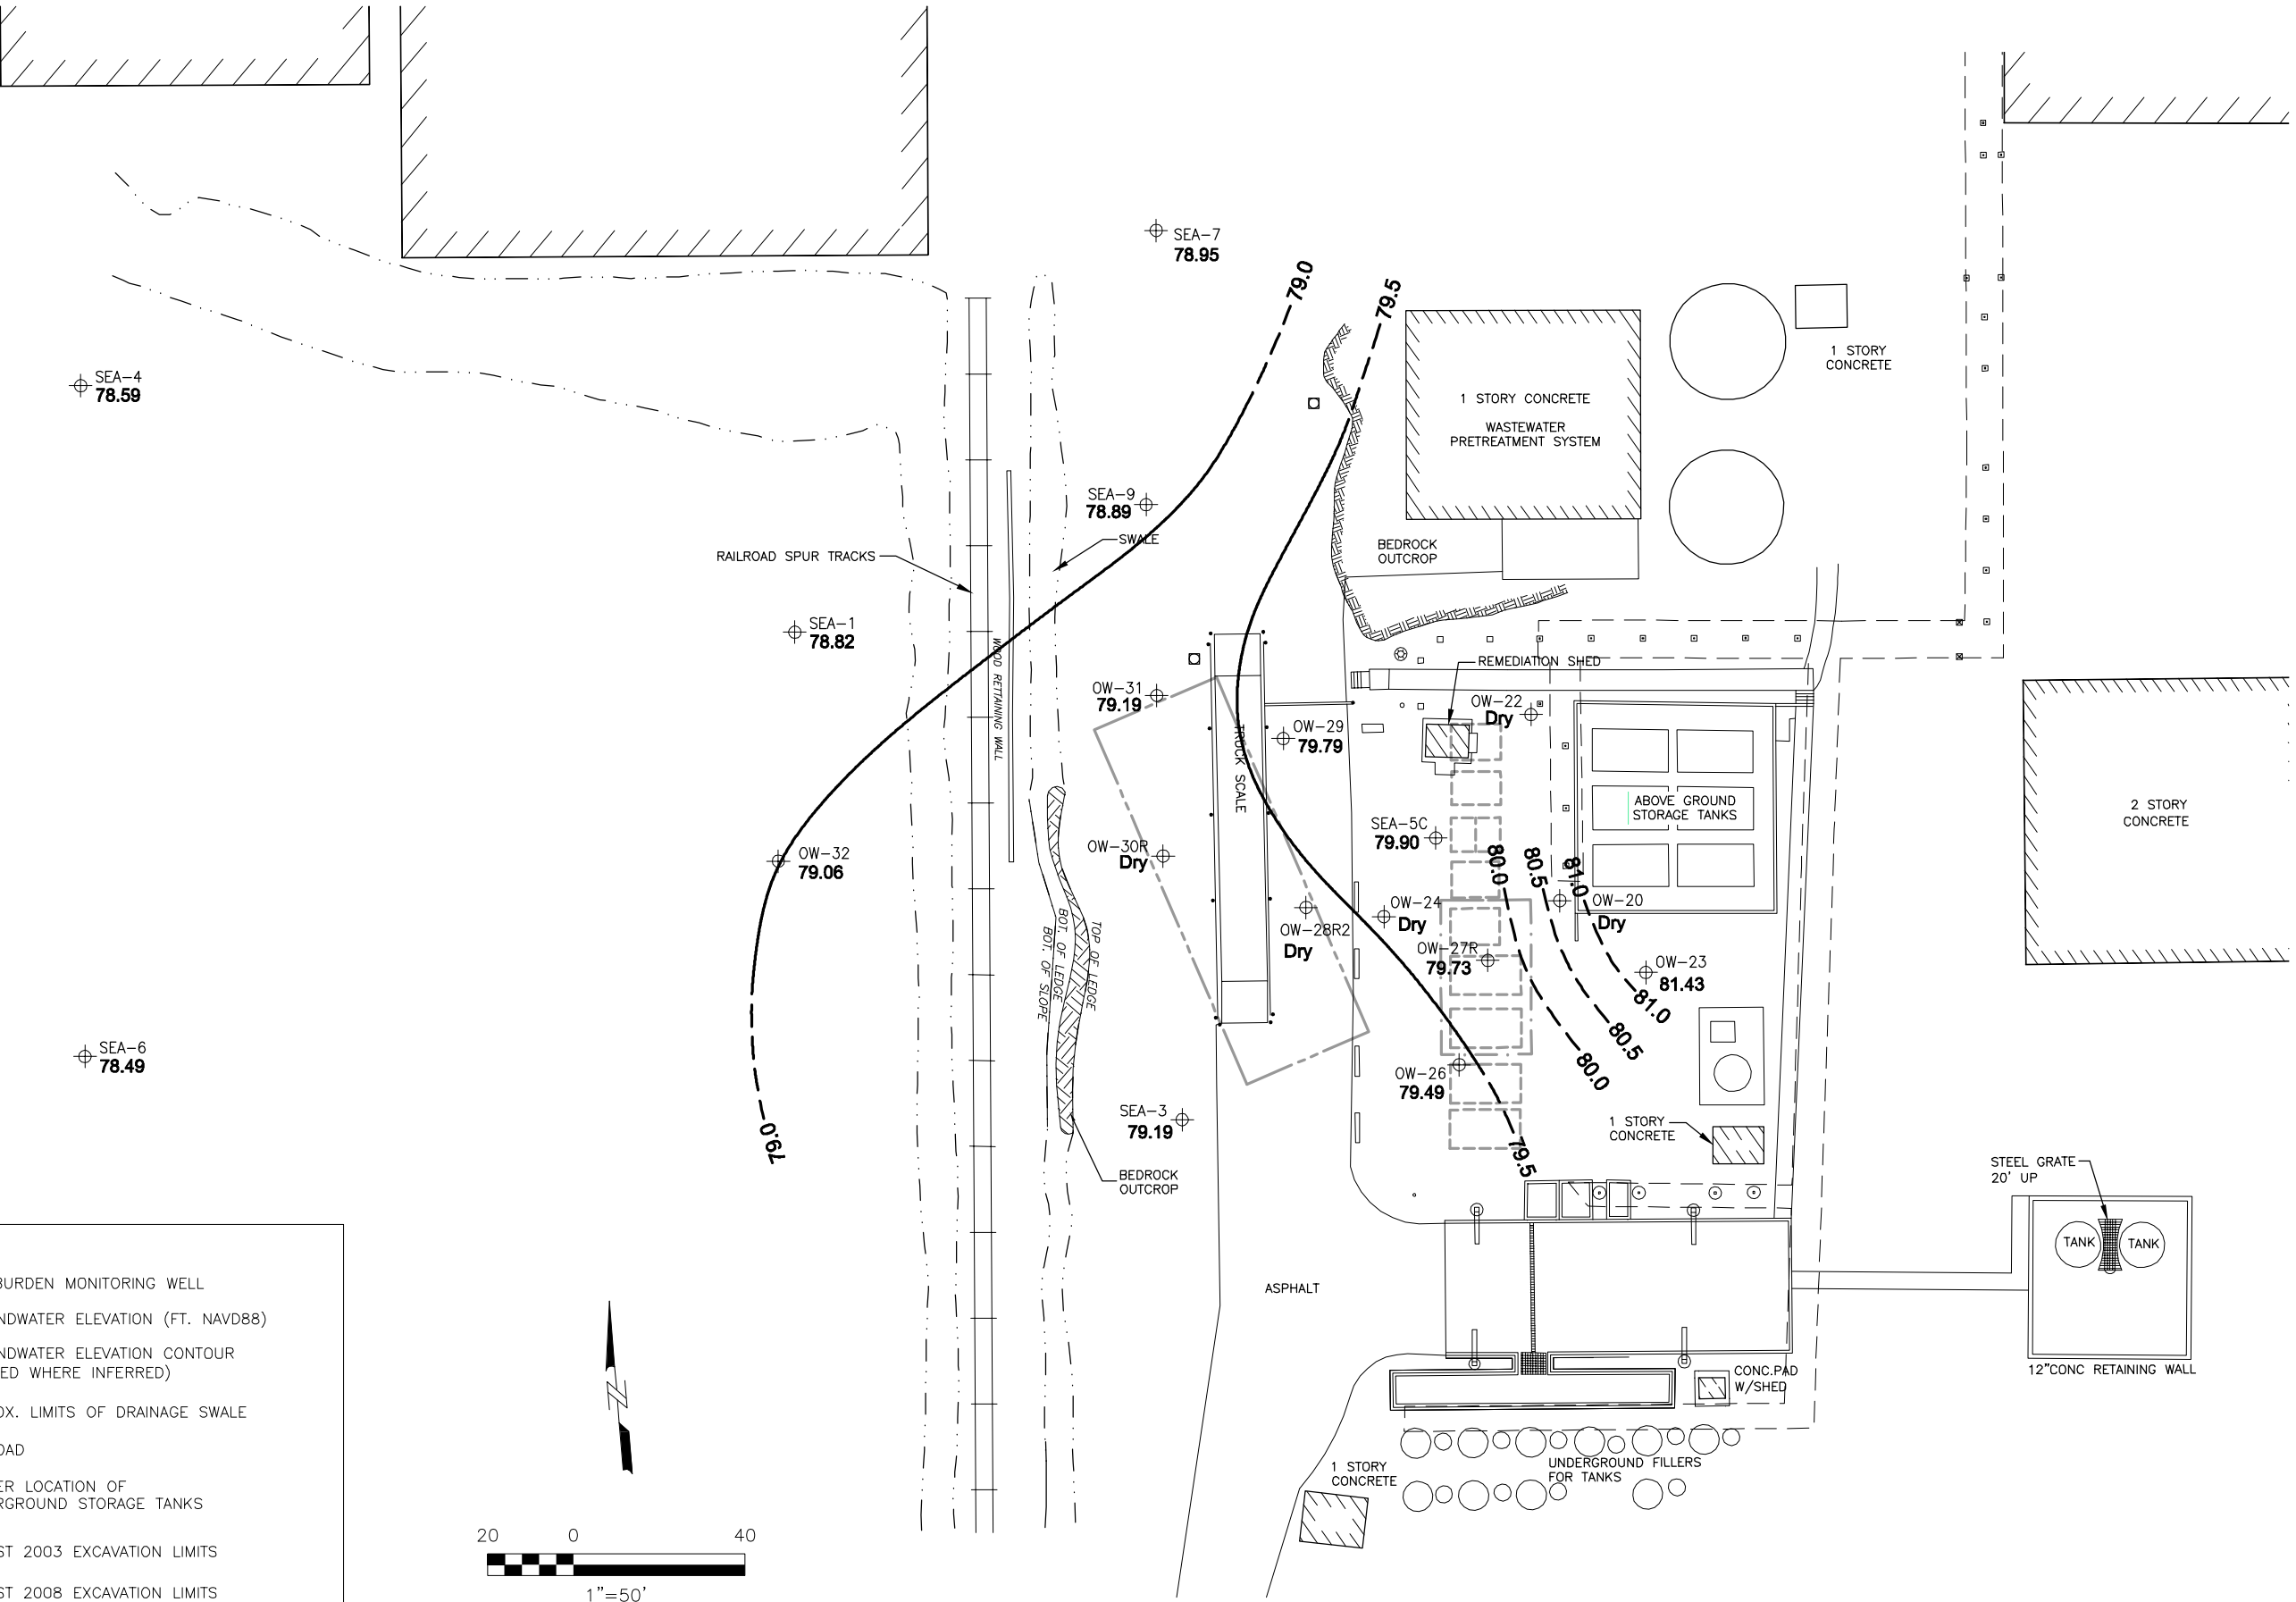 79.0
79.5
SEA-7
78.95
SEA-4
78.59
1 STORY
CONCRETE
1 STORY CONCRETE
WASTEWATER
PRETREATMENT SYSTEM
SEA-9
78.89
SWALE
RAILROAD SPUR TRACKS
BEDROCK
OUTCROP
SEA-1
78.82
WOOD RETTAINING WALL
REMEDIATION SHED
OW-31
79.19
OW-22
Dry
OW-29
79.79
TRUCK SCALE
ABOVE GROUND
STORAGE TANKS
2 STORY
CONCRETE
SEA-5C
79.90
OW-30R
Dry
OW-32
79.06
80.0
80.5
81.0
OW-20
Dry
OW-24
Dry
OW-28R2
Dry
OW-27R
79.73
OW-23
81.43
TOP OF LEDGE
BOT. OF LEDGE
BOT. OF SLOPE
81.0
80.5
80.0
SEA-6
78.49
OW-26
79.49
SEA-3
79.19
79.0
79.5
1 STORY
CONCRETE
BEDROCK
OUTCROP
STEEL GRATE
20' UP
TANK
TANK
12"CONC RETAINING WALL
ASPHALT
CONC.PAD
W/SHED
UNDERGROUND FILLERS
FOR TANKS
1 STORY
CONCRETE
BURDEN MONITORING WELL
NDWATER ELEVATION (FT. NAVD88)
NDWATER ELEVATION CONTOUR
ED WHERE INFERRED)
OX. LIMITS OF DRAINAGE SWALE
OAD
ER LOCATION OF
RGROUND STORAGE TANKS
ST 2003 EXCAVATION LIMITS
ST 2008 EXCAVATION LIMITS
Z
20 0 40
1"=50'